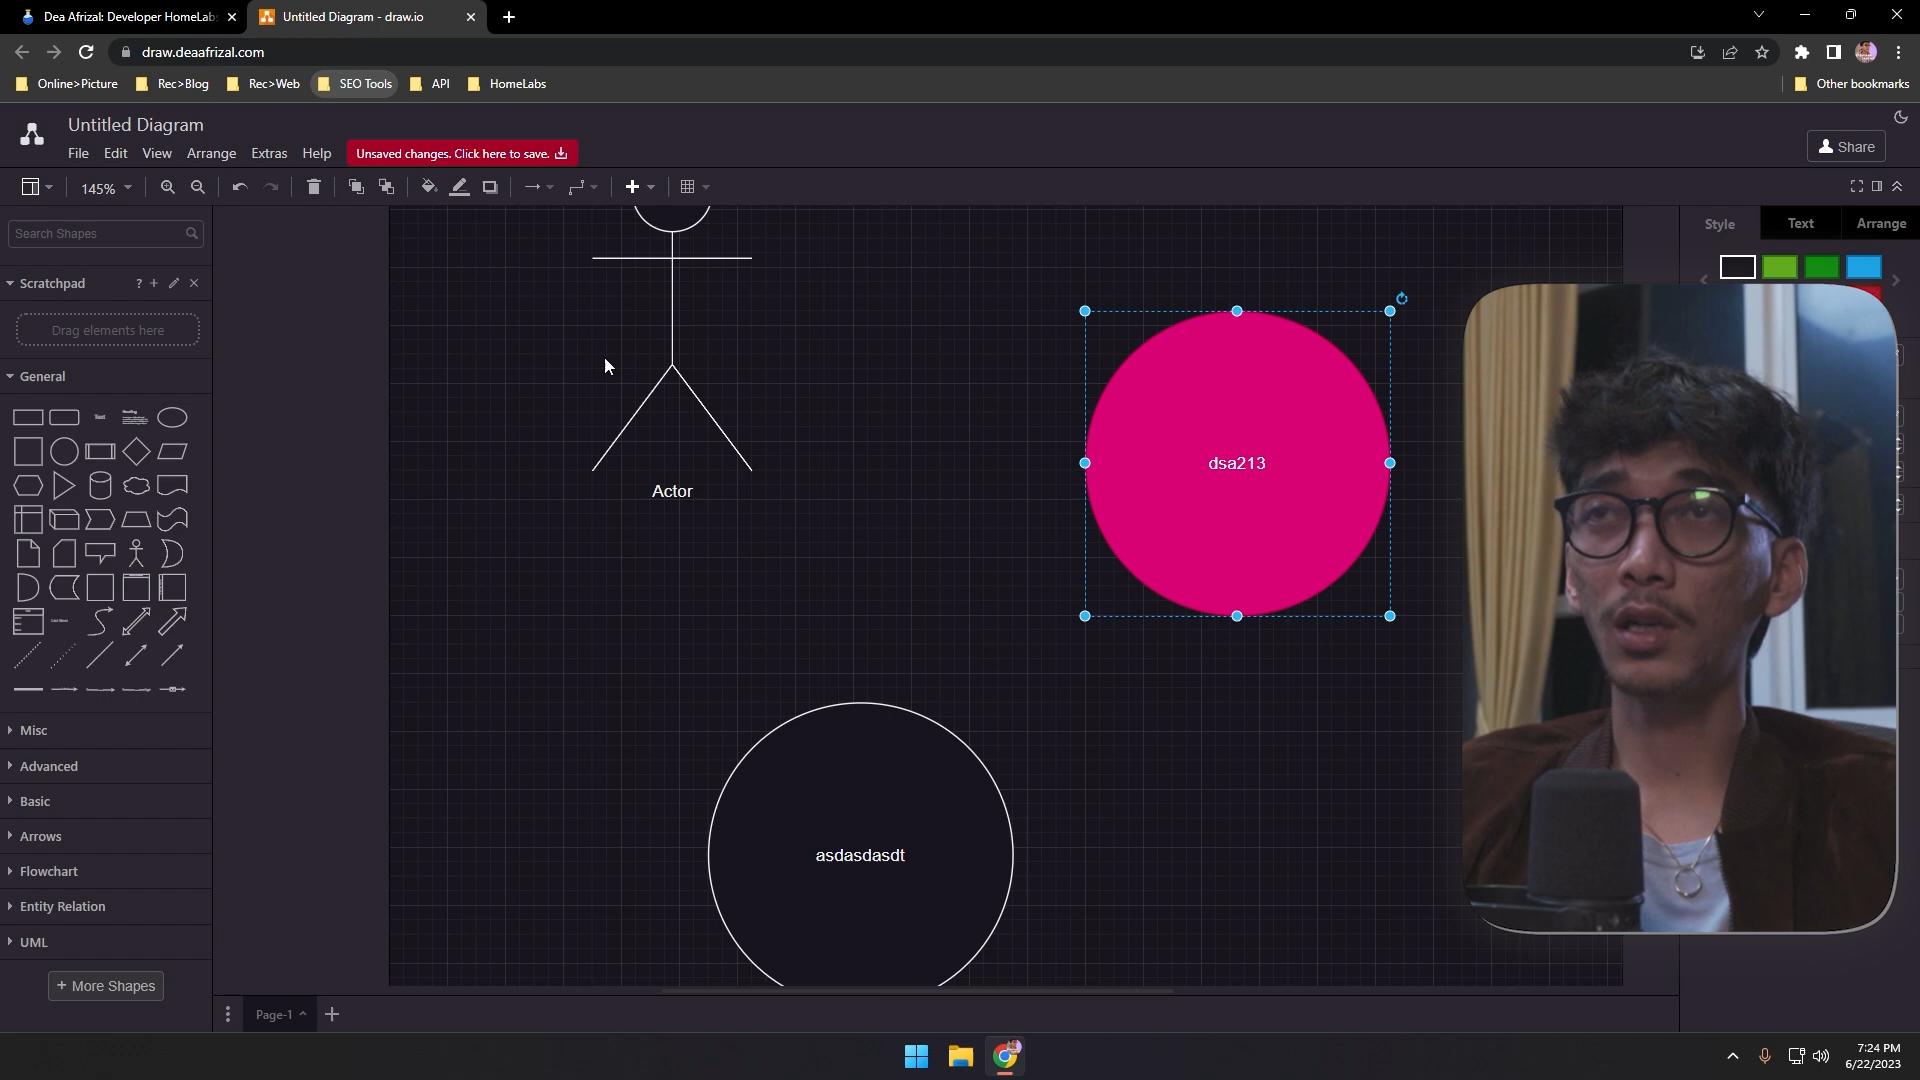 Dea Afrizal: Developer HomeLabs
Untitled Diagram - draw.io
draw.deaafrizal.com
Online>Picture
Rec>Blog
Rec>Web
SEO Tools
API
HomeLabs
Other bookmarks
Untitled Diagram
File
Edit
View
Arrange
Extras
Help
Unsaved changes. Click here to save.
Share
145%
Search Shapes
Style
Text
Arrange
Scratchpad
?
Drag elements here
General
Text
Heading
Actor
dsa213
asdasdasdt
Misc
Advanced
Basic
Arrows
Flowchart
Entity Relation
UML
+ More Shapes
Page-1
7:24 PM
6/22/2023